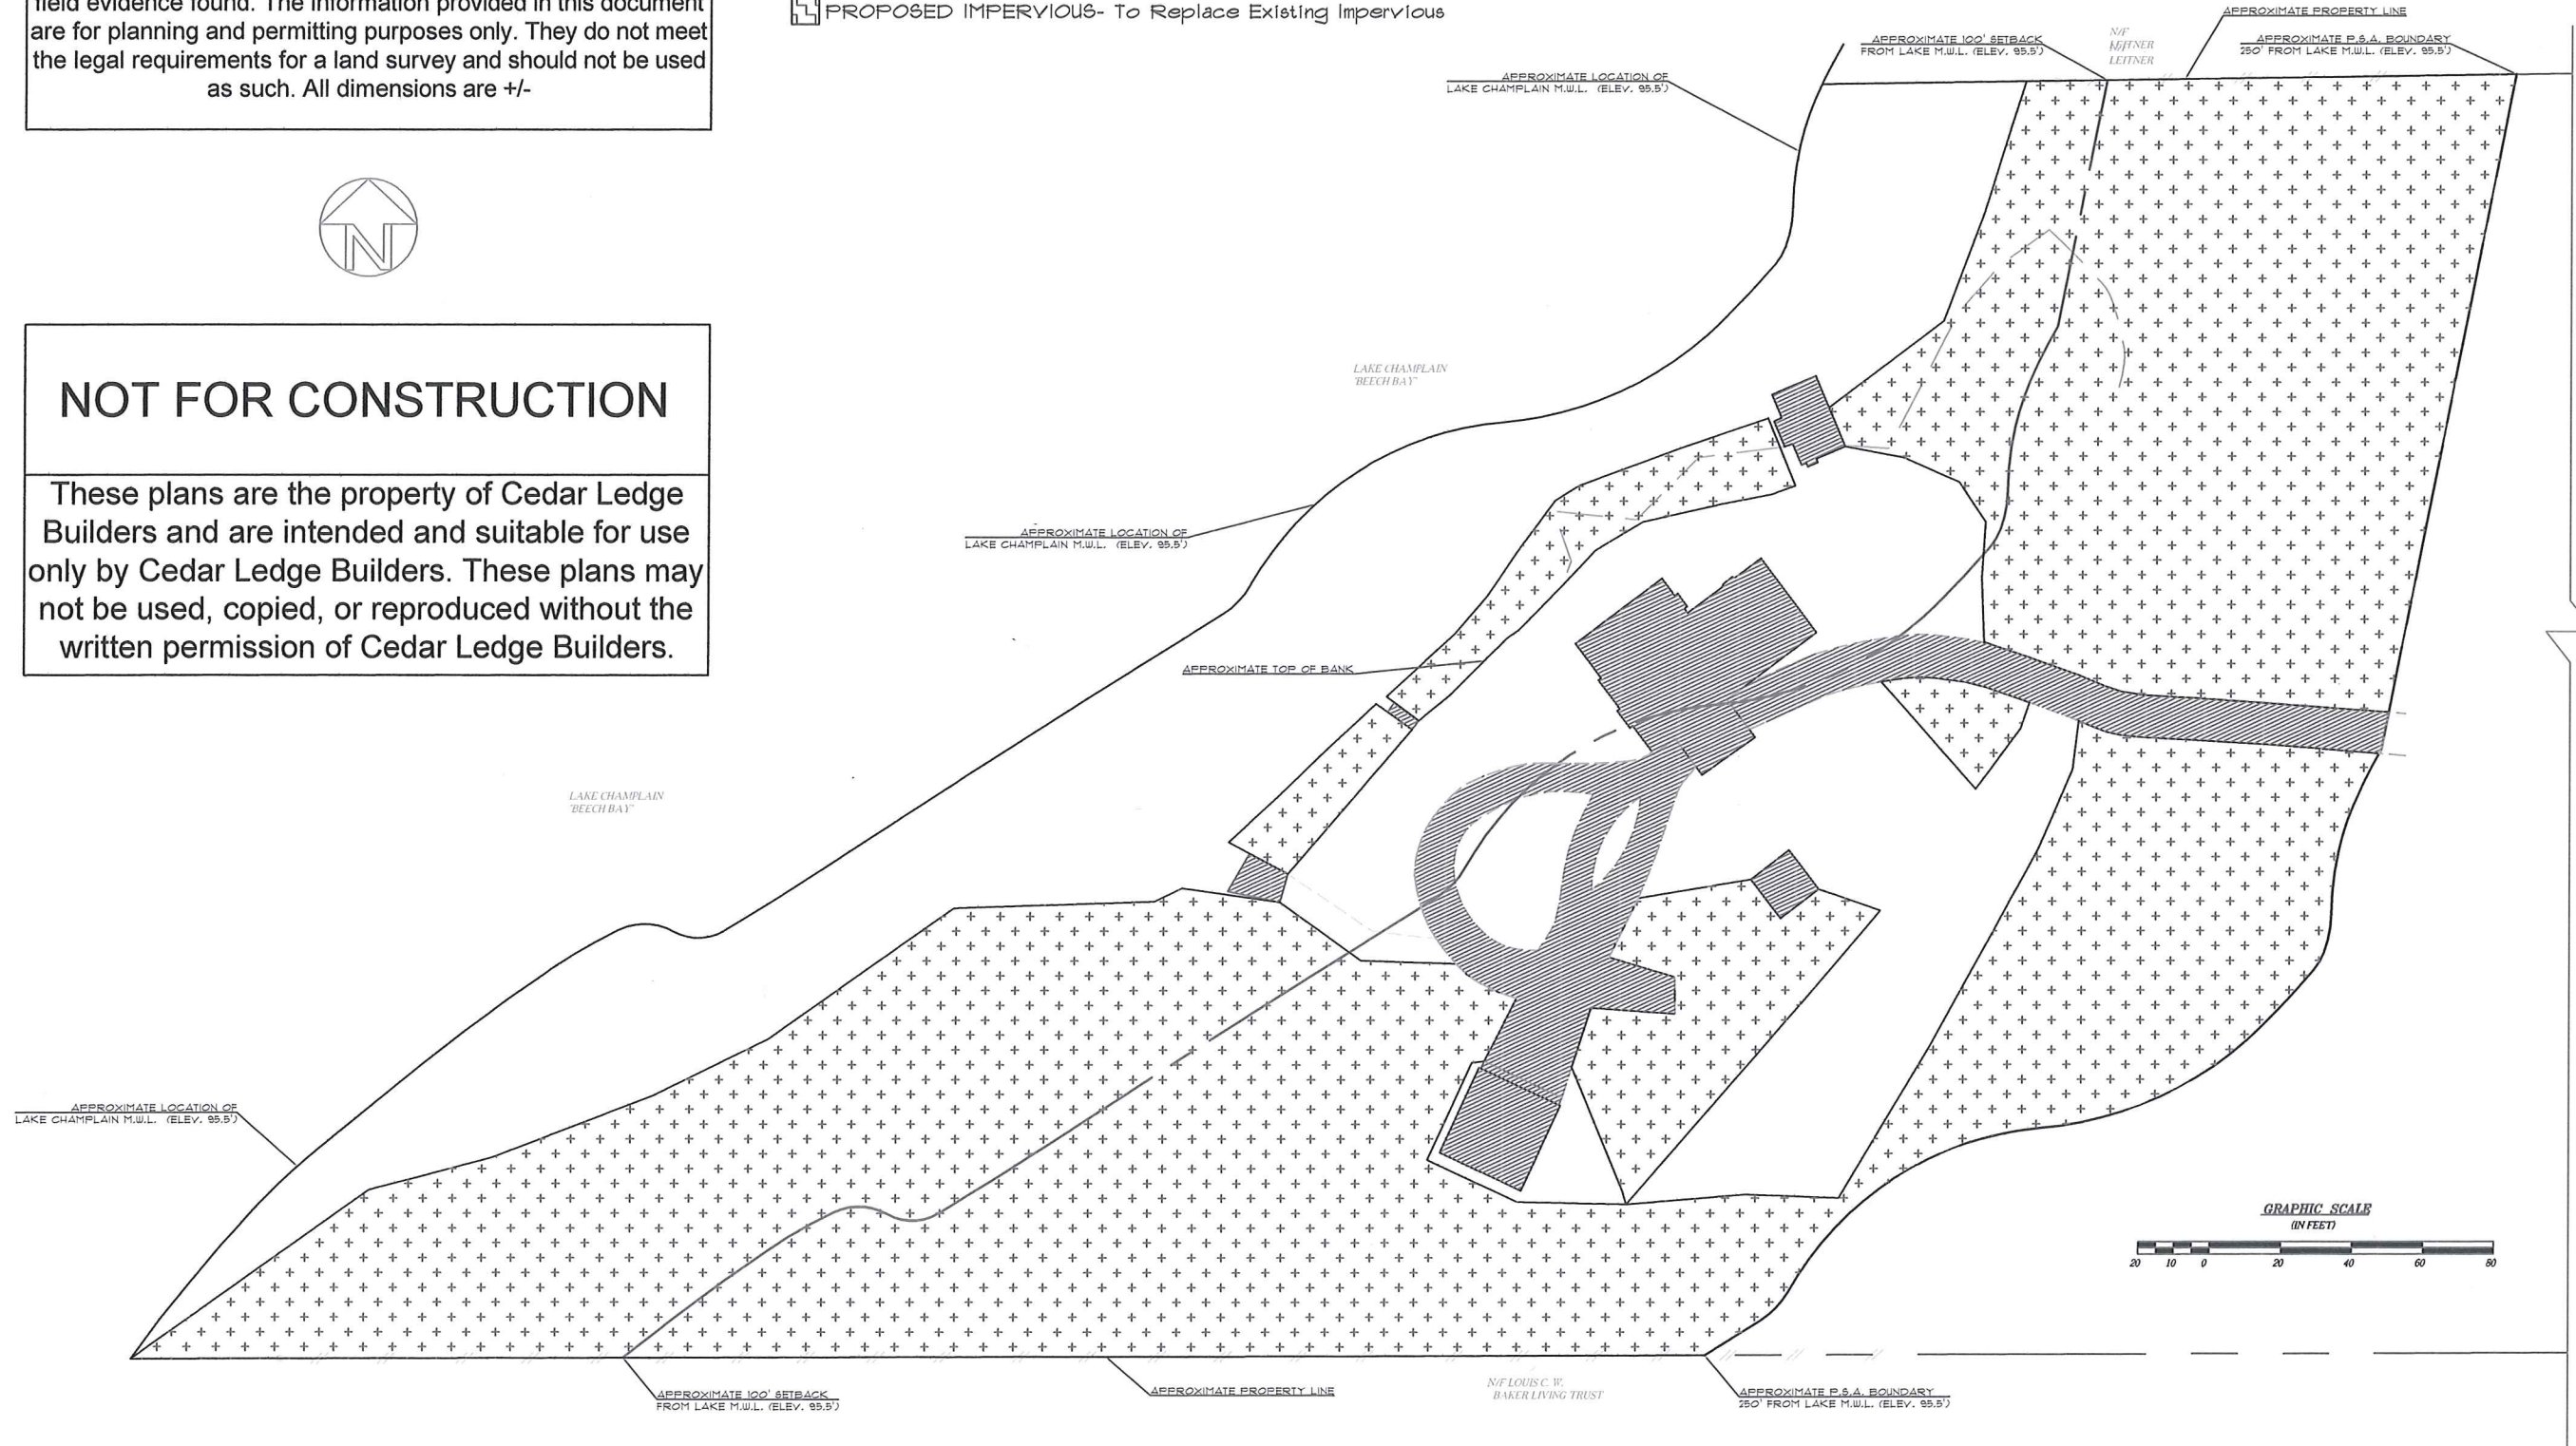 field evidence found. The information provided in this document
are for planning and permitting purposes only. They do not meet
the legal requirements for a land survey and should not be used
as such. All dimensions are +/-
PROPOSED IMPERVIOUS- To Replace Existing Impervious
APPROXIMATE PROPERTY LINE
APPROXIMATE 100' SETBACK
FROM LAKE M.W.L. (ELEV. 95.5')
N/F
LEITNER
APPROXIMATE P.S.A. BOUNDARY
250' FROM LAKE M.W.L. (ELEV. 95.5')
APPROXIMATE LOCATION OF
LAKE CHAMPLAIN M.W.L. (ELEV. 95.5')
N
NOT FOR CONSTRUCTION
These plans are the property of Cedar Ledge
Builders and are intended and suitable for use
only by Cedar Ledge Builders. These plans may
not be used, copied, or reproduced without the
written permission of Cedar Ledge Builders.
LAKE CHAMPLAIN
'BEECH BAY'
APPROXIMATE LOCATION OF
LAKE CHAMPLAIN M.W.L. (ELEV. 95.5')
APPROXIMATE TOP OF BANK
LAKE CHAMPLAIN
'BEECH BAY'
APPROXIMATE LOCATION OF
LAKE CHAMPLAIN M.W.L. (ELEV. 95.5')
GRAPHIC SCALE
(IN FEET)
20 10 0 20 40 60 80
APPROXIMATE 100' SETBACK
FROM LAKE M.W.L. (ELEV. 95.5')
APPROXIMATE PROPERTY LINE
N/F LOUIS C. W.
BAKER LIVING TRUST
APPROXIMATE P.S.A. BOUNDARY
250' FROM LAKE M.W.L. (ELEV. 95.5')